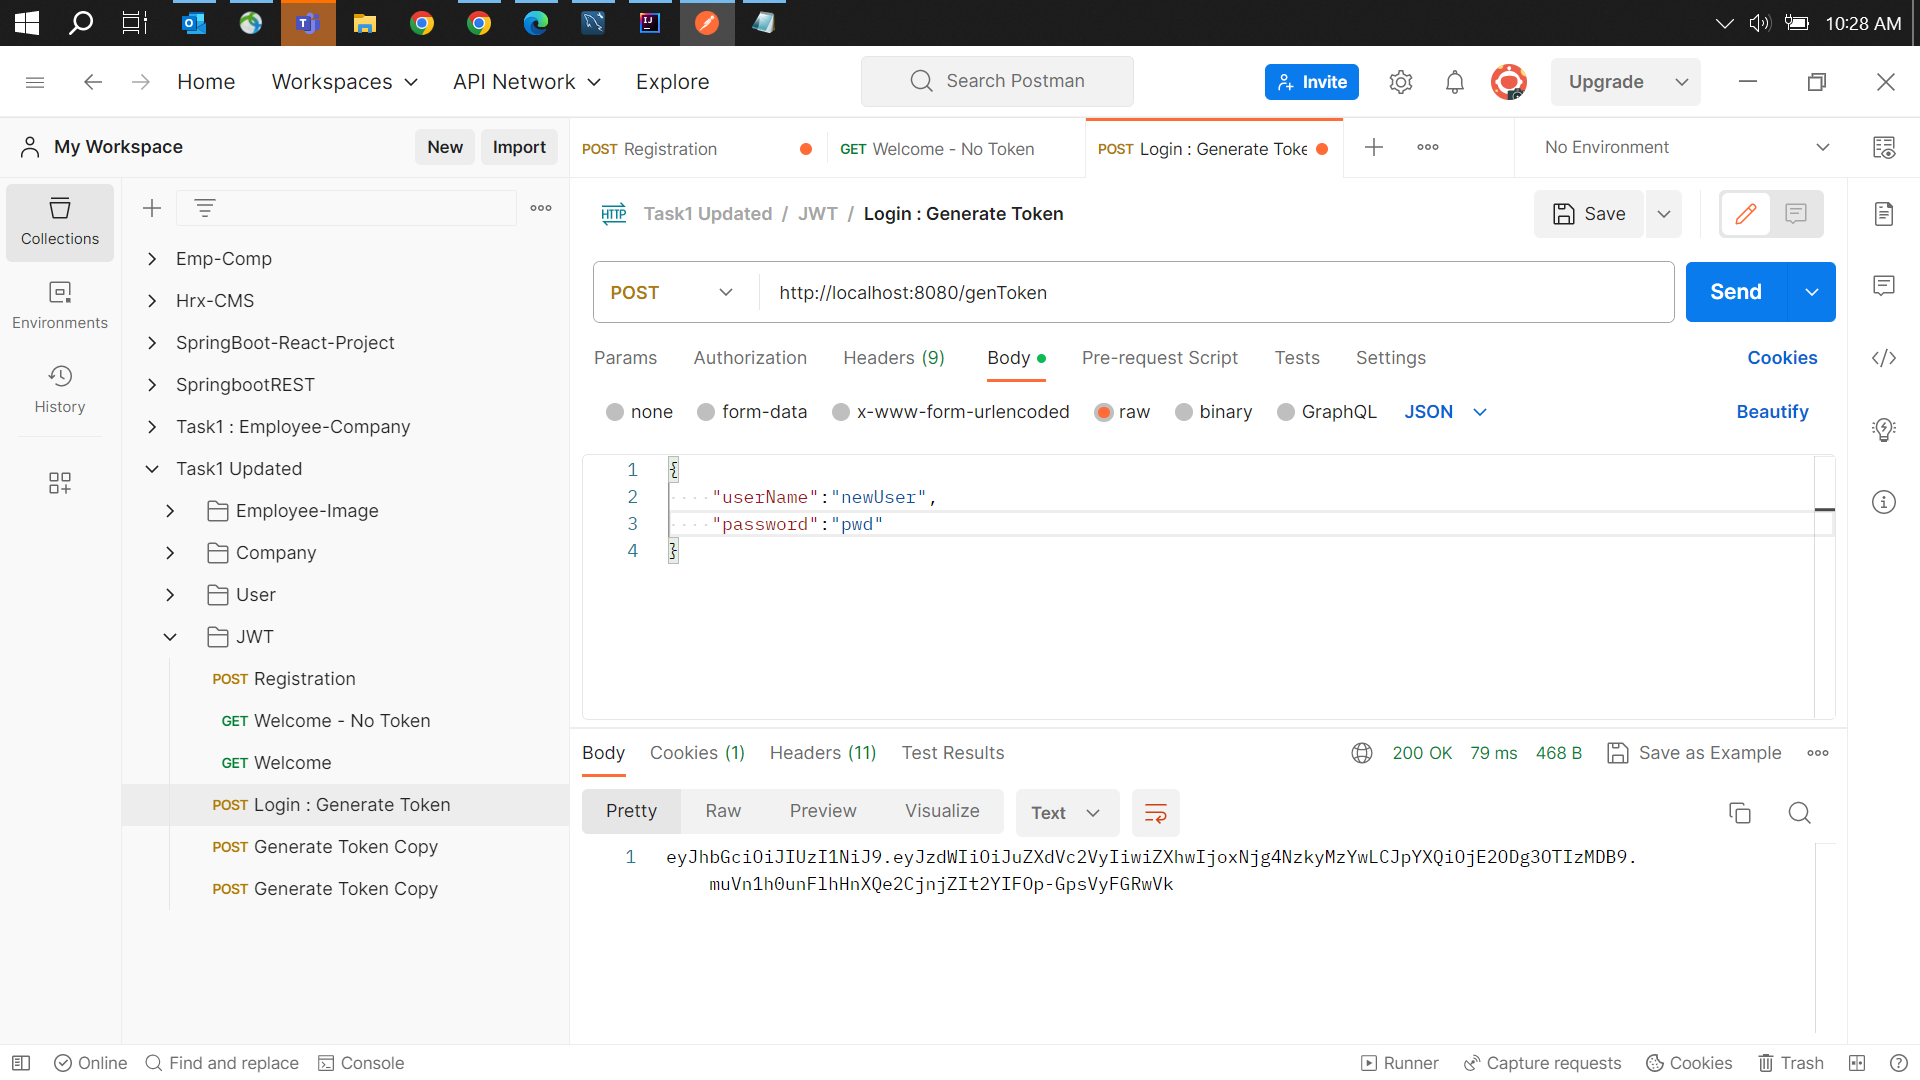 10:28 AM
Home
Workspaces
API Network
Explore
Search Postman
Invite
Upgrade
My Workspace
New
Import
POST Registration
GET Welcome - No Token
POST Login : Generate Toke
No Environment
Collections
Environments
History
Emp-Comp
Hrx-CMS
SpringBoot-React-Project
SpringbootREST
Task1 : Employee-Company
Task1 Updated
Employee-Image
Company
User
JWT
POST Registration
GET Welcome - No Token
GET Welcome
POST Login : Generate Token
POST Generate Token Copy
POST Generate Token Copy
HTTP Task1 Updated / JWT / Login : Generate Token
Save
POST
http://localhost:8080/genToken
Send
Params
Authorization
Headers (9)
Body
Pre-request Script
Tests
Settings
Cookies
none
form-data
x-www-form-urlencoded
raw
binary
GraphQL
JSON
Beautify
1 {
2 "userName":"newUser",
3 "password":"pwd"
4 }
Body
Cookies (1)
Headers (11)
Test Results
200 OK
79 ms
468 B
Save as Example
Pretty
Raw
Preview
Visualize
Text
1 eyJhbGciOiJIUzI1NiJ9.eyJzdWIiOiJuZXdVc2VyIiwiZXhwIjoxNjg4NzkyMzYwLCJpYXQiOjE2ODg3OTIzMDB9.
muVn1h0unFlhHnXQe2CjnjZIt2YIFOp-GpsVyFGRwVk
Online
Find and replace
Console
Runner
Capture requests
Cookies
Trash